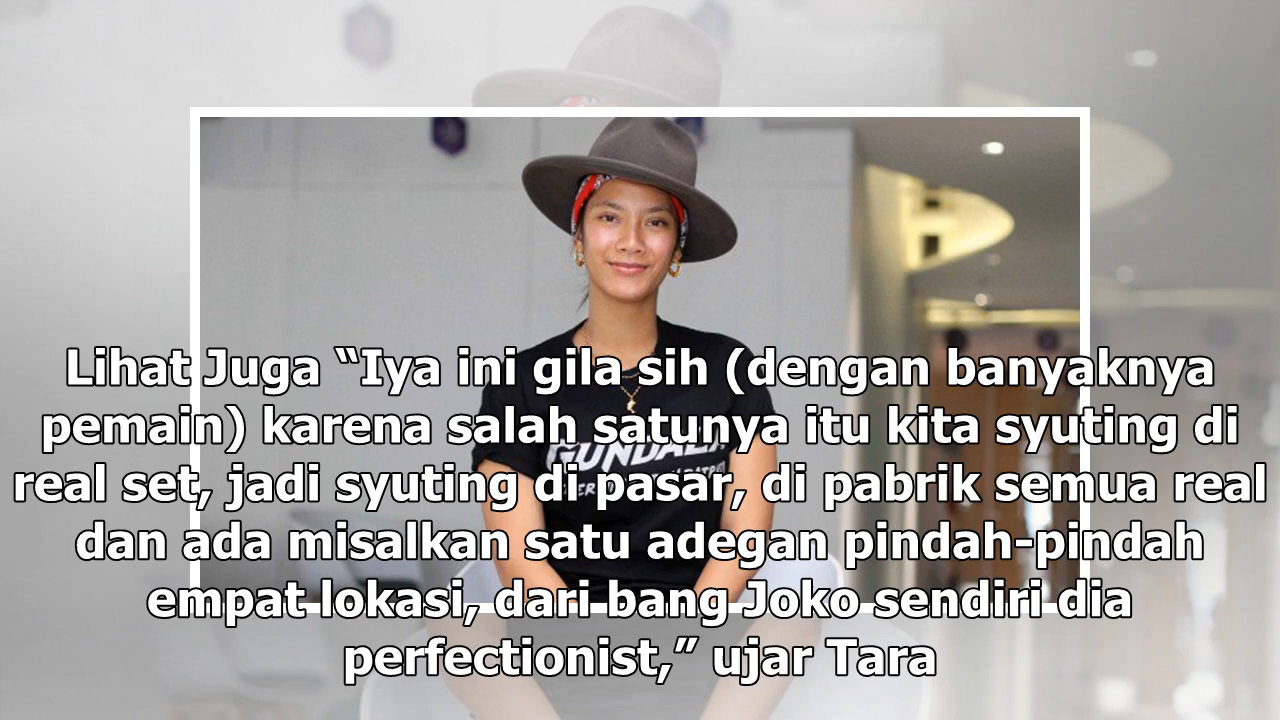 Lihat Juga “Iya ini gila sih (dengan banyaknya
pemain) karena salah satunya itu kita syuting di
real set, jadi syuting di pasar, di pabrik semua real
dan ada misalkan satu adegan pindah-pindah
empat lokasi, dari bang Joko sendiri dia
perfectionist,” ujar Tara
GUNDALA